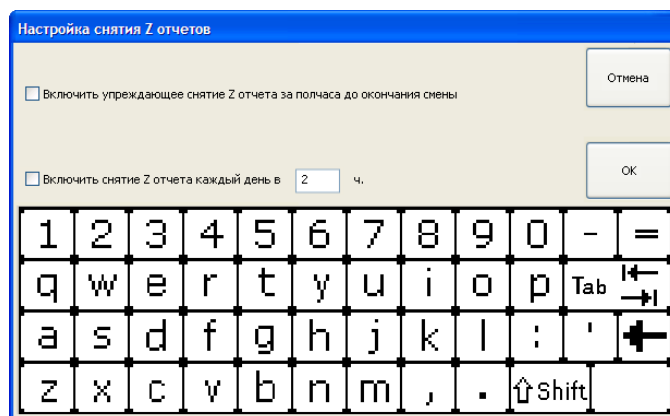 Настройка снятия Z отчетов
Отмена
Включить упреждающее снятие Z отчета за полчаса до окончания смены
OK
Включить снятие Z отчета каждый день в 2 ч.
1 2 3 4 5 6 7 8 9 0 - =
q w e r t y u i o p Tab
a s d f g h j k l : '
z x c v b n m , . Shift